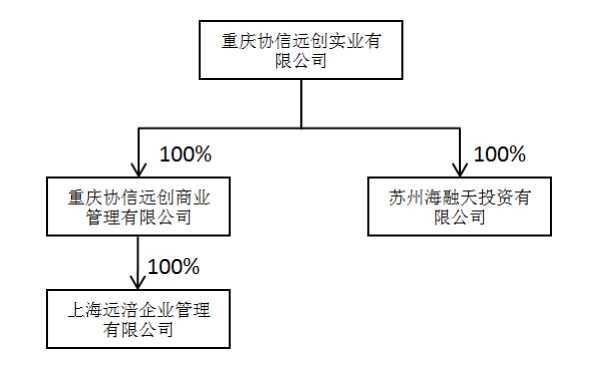 重庆协信远创实业有
限公司
100%
100%
重庆协信远创商业
管理有限公司
苏州海融天投资有
限公司
100%
上海远涪企业管理
有限公司